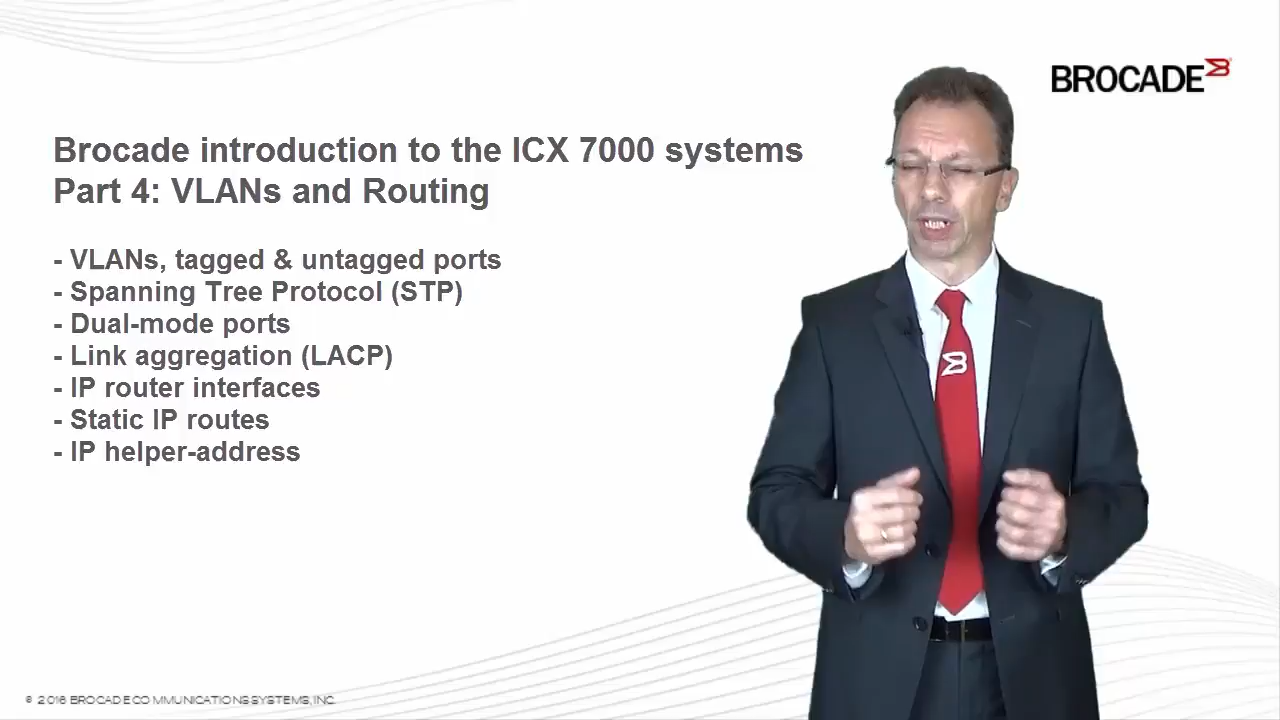 BROCADE
Brocade introduction to the ICX 7000 systems
Part 4: VLANs and Routing
- VLANs, tagged & untagged ports
- Spanning Tree Protocol (STP)
- Dual-mode ports
- Link aggregation (LACP)
- IP router interfaces
- Static IP routes
- IP helper-address
© 2016 BROCADE COMMUNICATIONS SYSTEMS, INC.